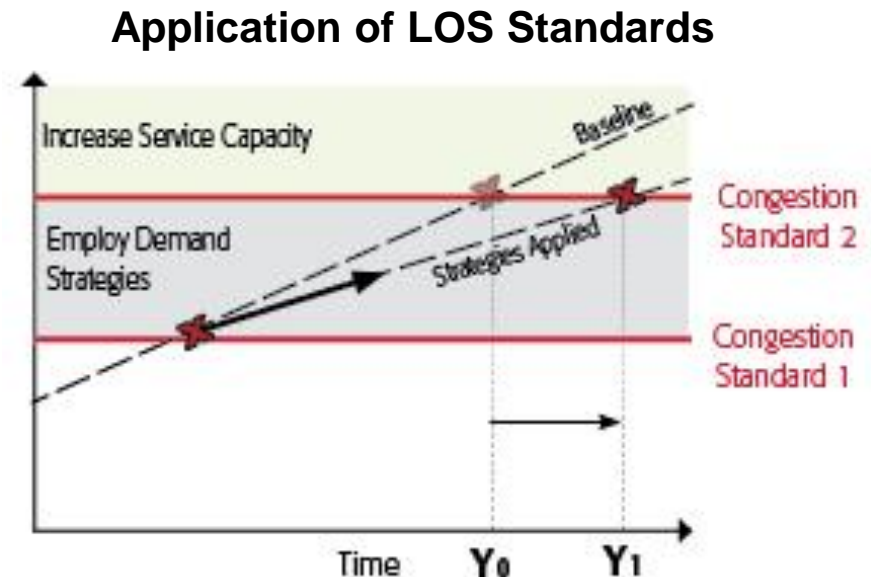 Application of LOS Standards
Increase Service Capacity
Baseline
Congestion
Standard 2
Employ Demand
Strategies
Strategies Applied
Congestion
Standard 1
Time Y0 Y1